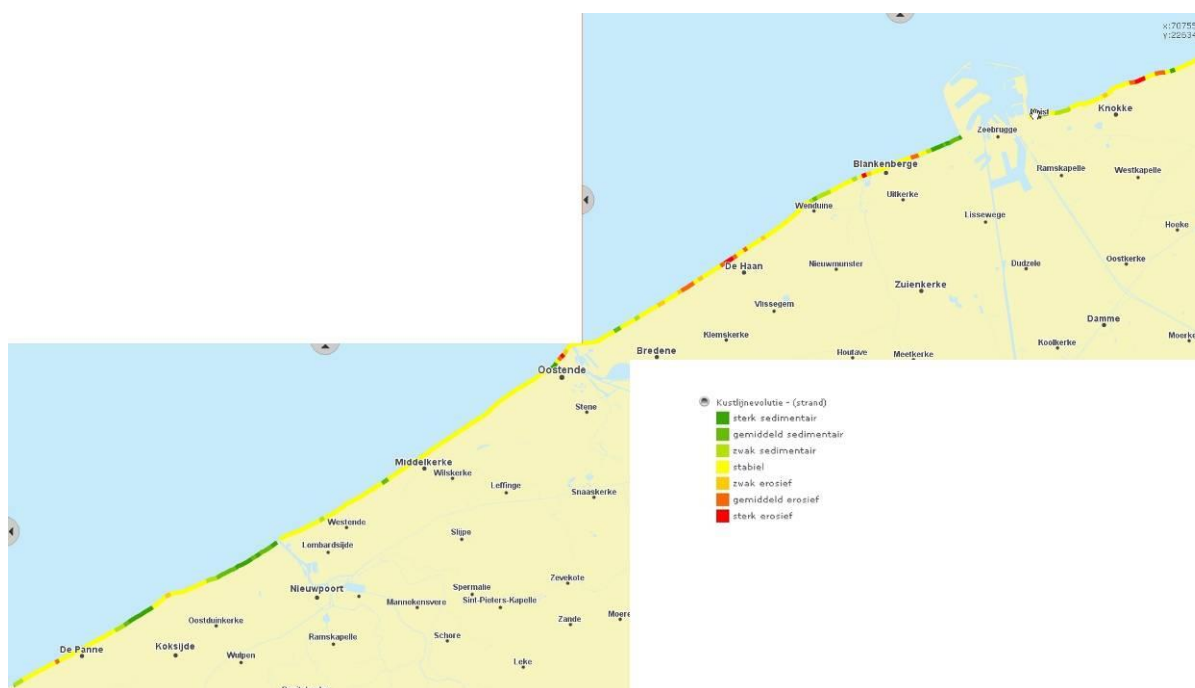 x:70755
y:22634
Knokke
Zeebrugge
Blankenberge
Ramskapelle
Westkapelle
Uitkerke
Wenduine
Lissewege
Hoeke
De Haan
Nieuwmunster
Dudzele
Oostkerke
Zuienkerke
Vlissegem
Damme
Klemskerke
Koolkerke
Moerke
Bredene
Houtave
Meetkerke
Oostende
Stene
Middelkerke
Wilskerke
Leffinge
Snaaskerke
Westende
Slijpe
Lombardsijde
Nieuwpoort
Spermalie
Zevekote
Mannekensvere
Sint-Pieters-Kapelle
Oostduinkerke
Zande
Moere
De Panne
Koksijde
Wulpen
Ramskapelle
Schore
Leke
Kustlijnevolutie - (strand)
sterk sedimentair
gemiddeld sedimentair
zwak sedimentair
stabiel
zwak erosief
gemiddeld erosief
sterk erosief